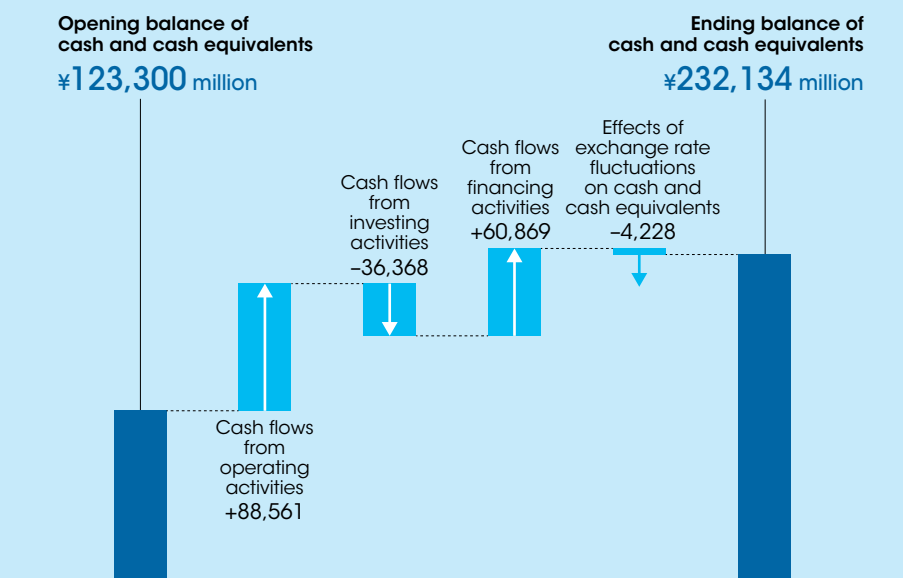 Opening balance of
cash and cash equivalents
¥123,300 million
Ending balance of
cash and cash equivalents
¥232,134 million
Cash flows
from
operating
activities
+88,561
Cash flows
from
investing
activities
–36,368
Cash flows
from
financing
activities
+60,869
Effects of
exchange rate
fluctuations
on cash and
cash equivalents
–4,228